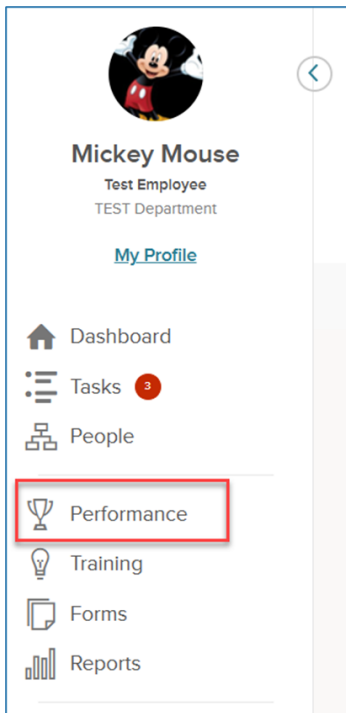 Mickey Mouse
Test Employee
TEST Department
My Profile
Dashboard
Tasks 3
People
Performance
Training
Forms
Reports